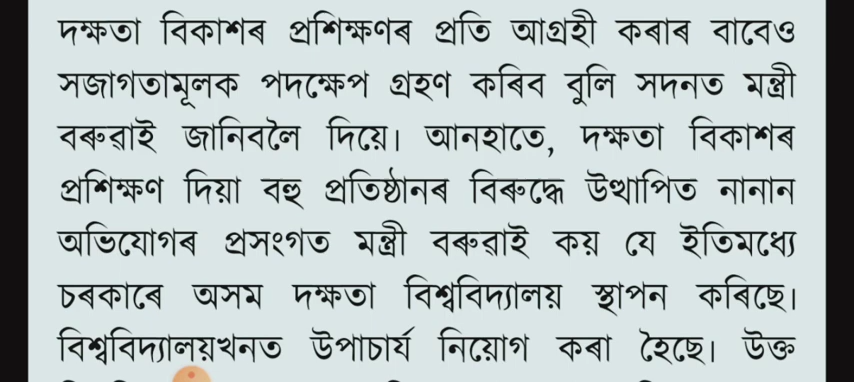 দক্ষতা বিকাশৰ প্ৰশিক্ষণৰ প্ৰতি আগ্ৰহী কৰাৰ বাবেও
সজাগতামূলক পদক্ষেপ গ্ৰহণ কৰিব বুলি সদনত মন্ত্ৰী
বৰুৱাই জানিবলৈ দিয়ে। আনহাতে, দক্ষতা বিকাশৰ
প্ৰশিক্ষণ দিয়া বহু প্ৰতিষ্ঠানৰ বিৰুদ্ধে উত্থাপিত নানান
অভিযোগৰ প্ৰসংগত মন্ত্ৰী বৰুৱাই কয় যে ইতিমধ্যে
চৰকাৰে অসম দক্ষতা বিশ্ববিদ্যালয় স্থাপন কৰিছে।
বিশ্ববিদ্যালয়খনত উপাচাৰ্য নিয়োগ কৰা হৈছে। উক্ত